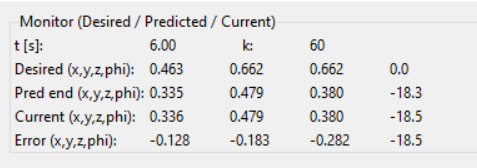 Monitor (Desired / Predicted / Current)
t [s]: 6.00 k: 60
Desired (x,y,z,phi): 0.463 0.662 0.662 0.0
Pred end (x,y,z,phi): 0.335 0.479 0.380 -18.3
Current (x,y,z,phi): 0.336 0.479 0.380 -18.5
Error (x,y,z,phi): -0.128 -0.183 -0.282 -18.5